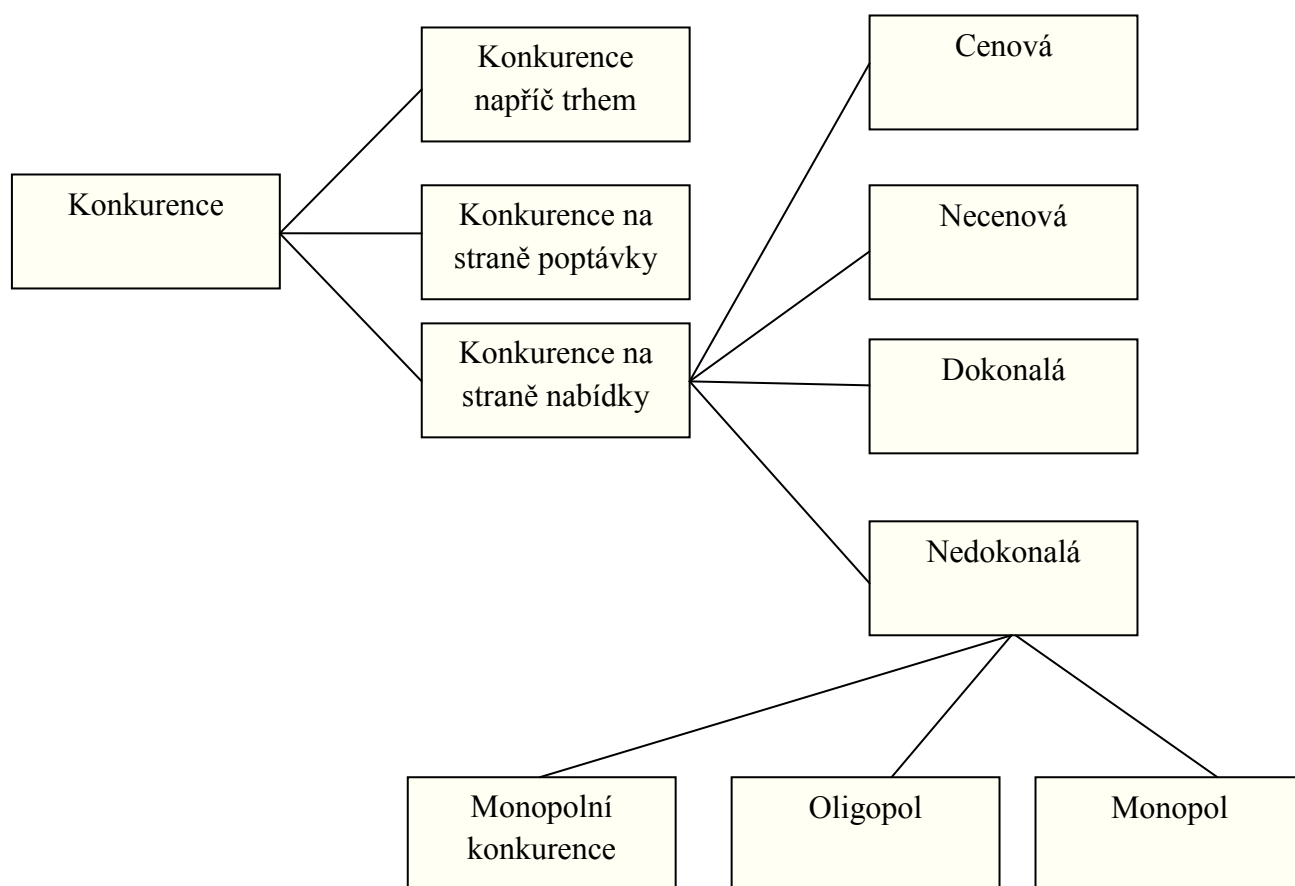 Konkurence
Konkurence
napříč trhem
Konkurence na
straně poptávky
Konkurence na
straně nabídky
Cenová
Necenová
Dokonalá
Nedokonalá
Monopolní
konkurence
Oligopol
Monopol